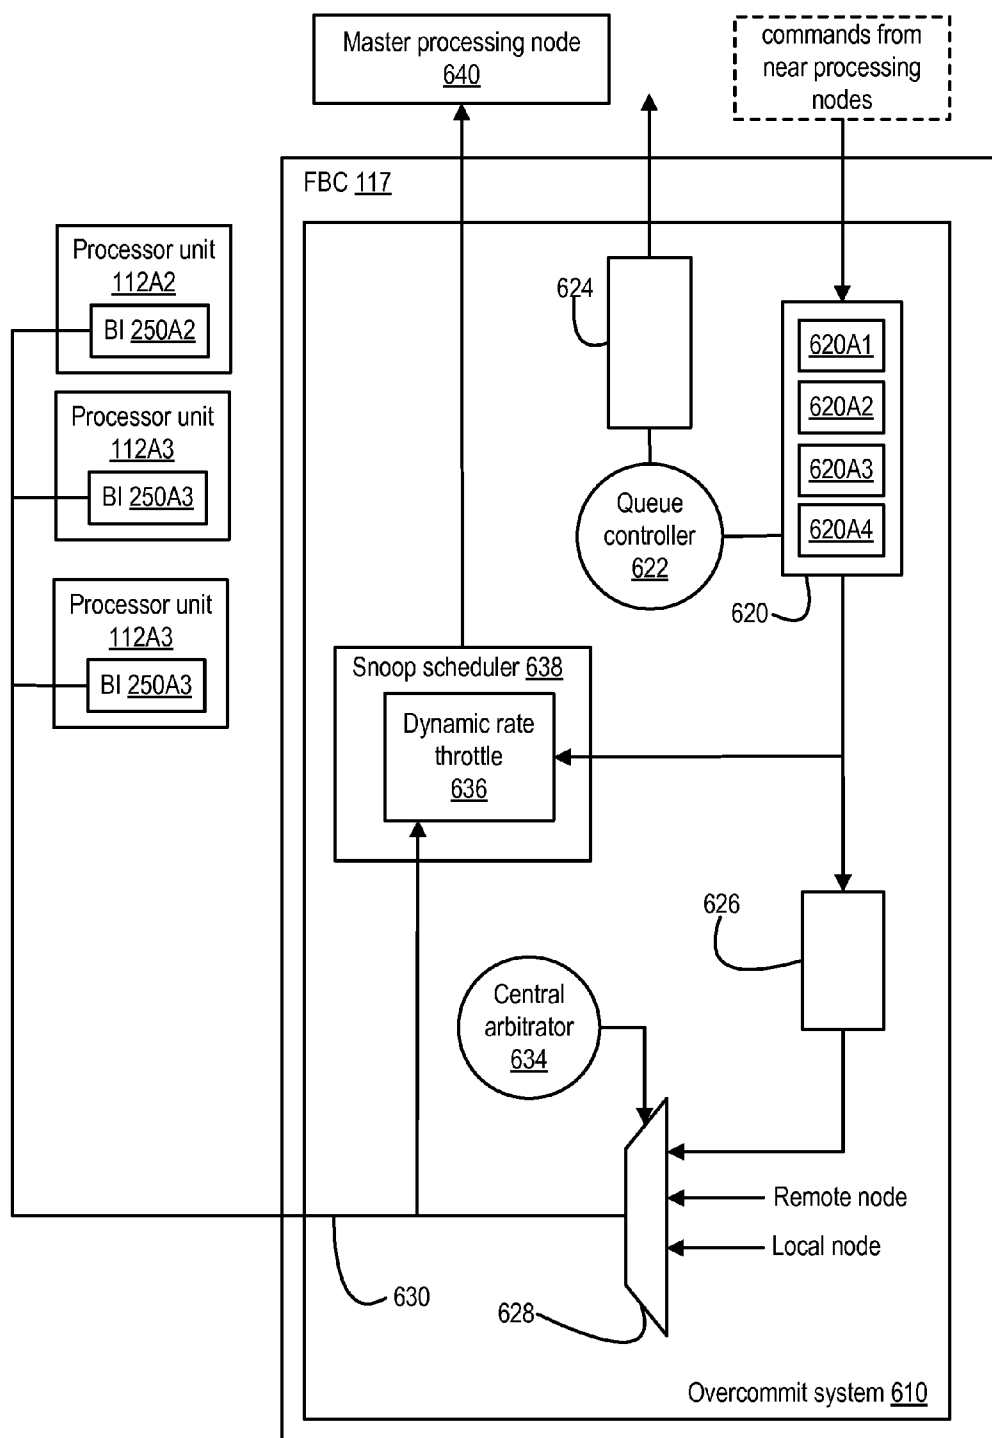 Master processing node
640
commands from
near processing
nodes
FBC 117
Processor unit
112A2
BI 250A2
Processor unit
112A3
BI 250A3
Processor unit
112A3
BI 250A3
624
620A1
620A2
620A3
620A4
Queue
controller
622
620
Snoop scheduler 638
Dynamic rate
throttle
636
626
Central
arbitrator
634
Remote node
Local node
630
628
Overcommit system 610